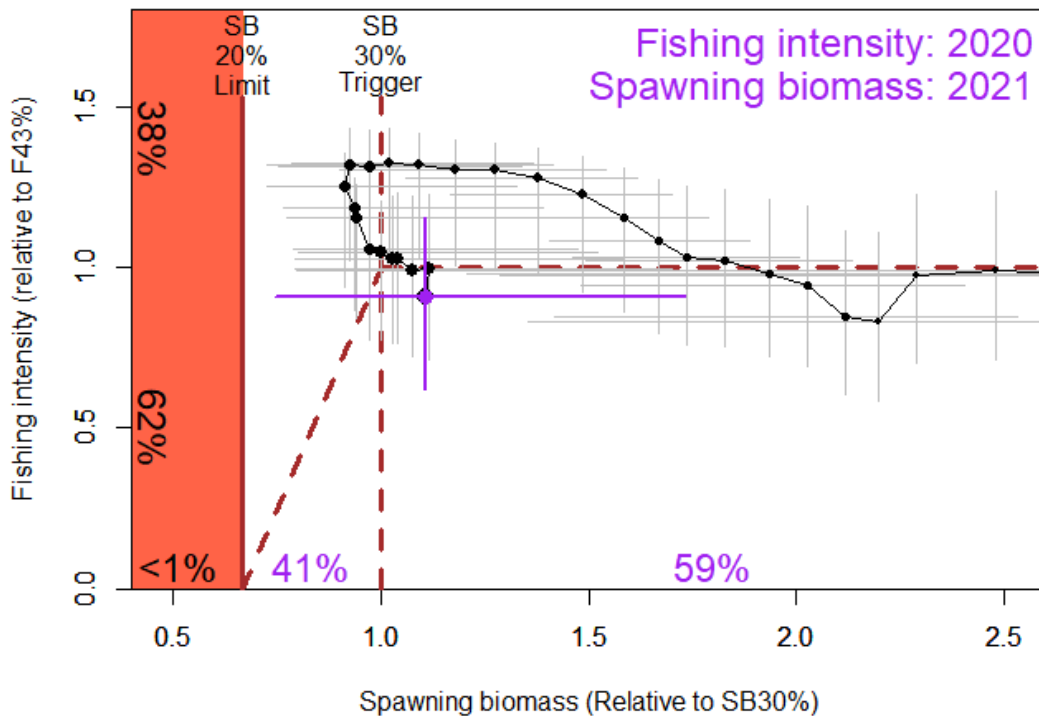 SB
20%
Limit
SB
30%
Trigger
Fishing intensity: 2020
Spawning biomass: 2021
Fishing intensity (relative to F43%)
1.5
1.0
0.5
0.0
38%
62%
<1%
41%
59%
0.5
1.0
1.5
2.0
2.5
Spawning biomass (Relative to SB30%)